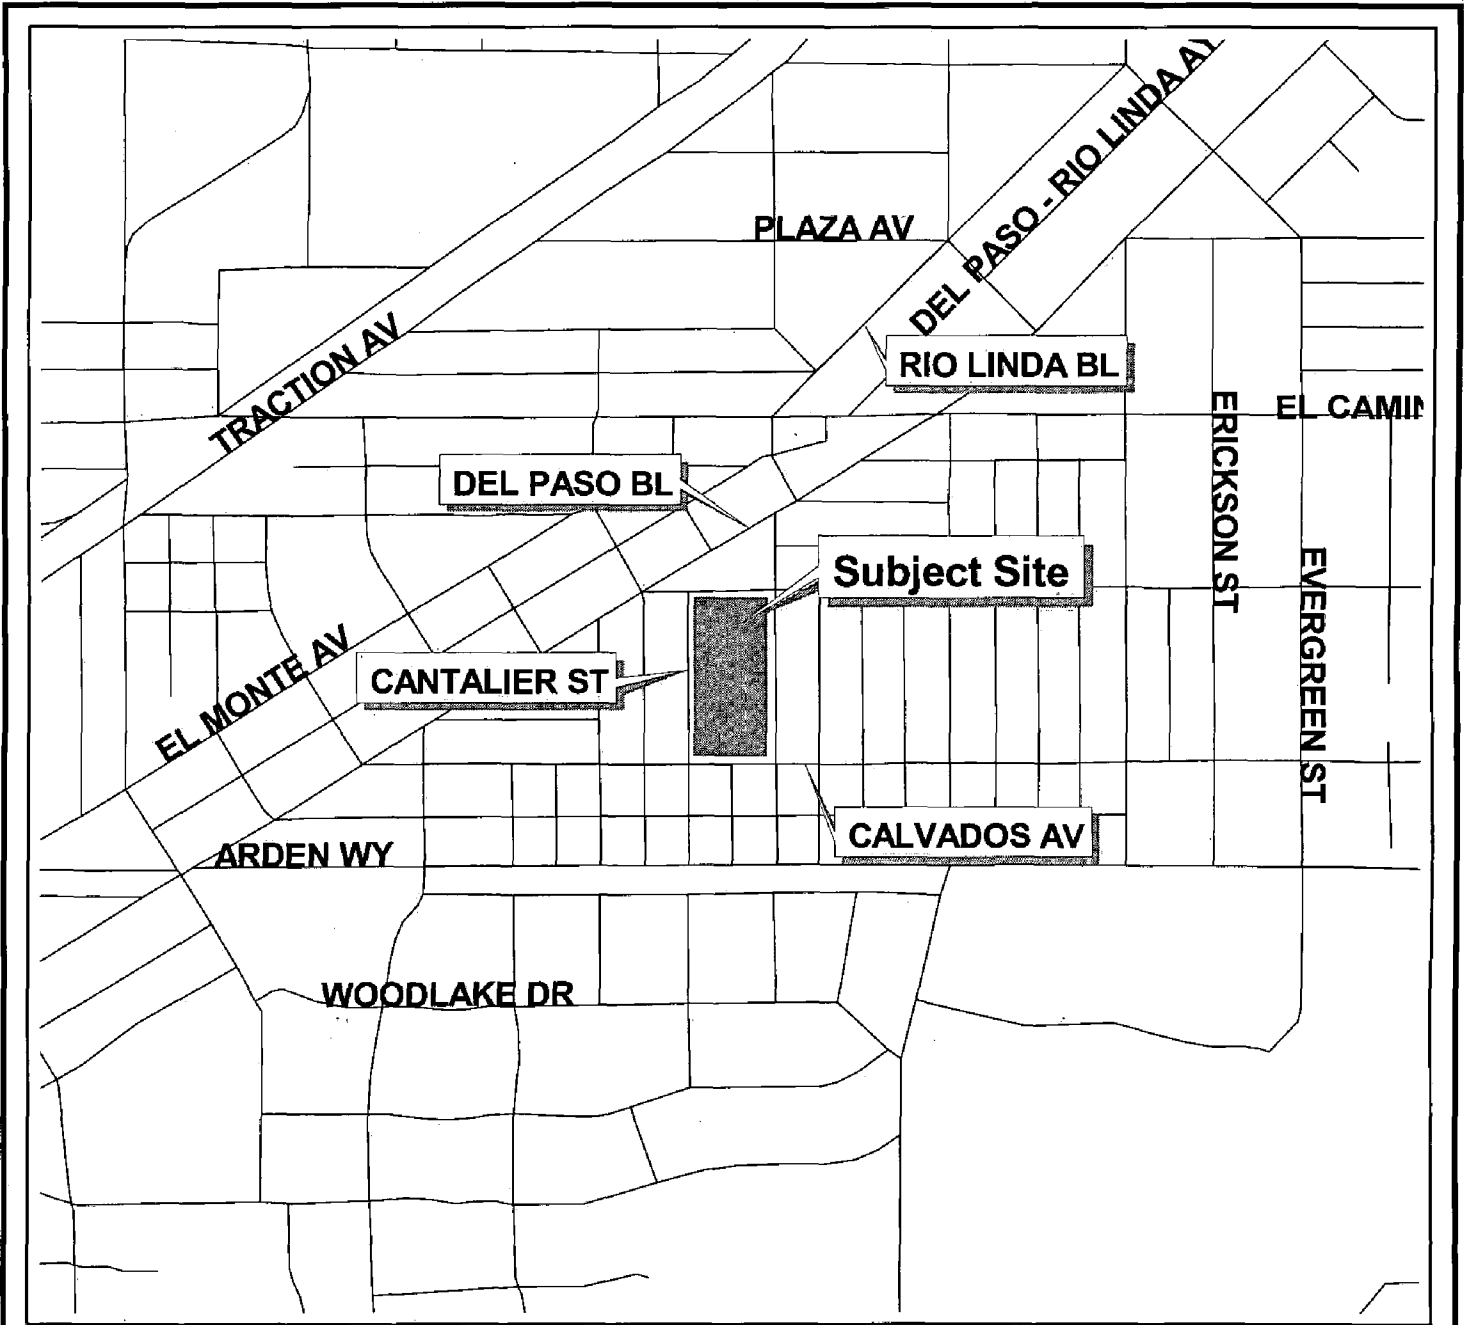 DEL PASO - RIO LINDA AV
PLAZA AV
TRACTION AV
RIO LINDA BL
ERICKSON ST
EL CAMIN
DEL PASO BL
Subject Site
EVERGREEN ST
EL MONTE AV
CANTALIER ST
CALVADOS AV
ARDEN WY
WOODLAKE DR